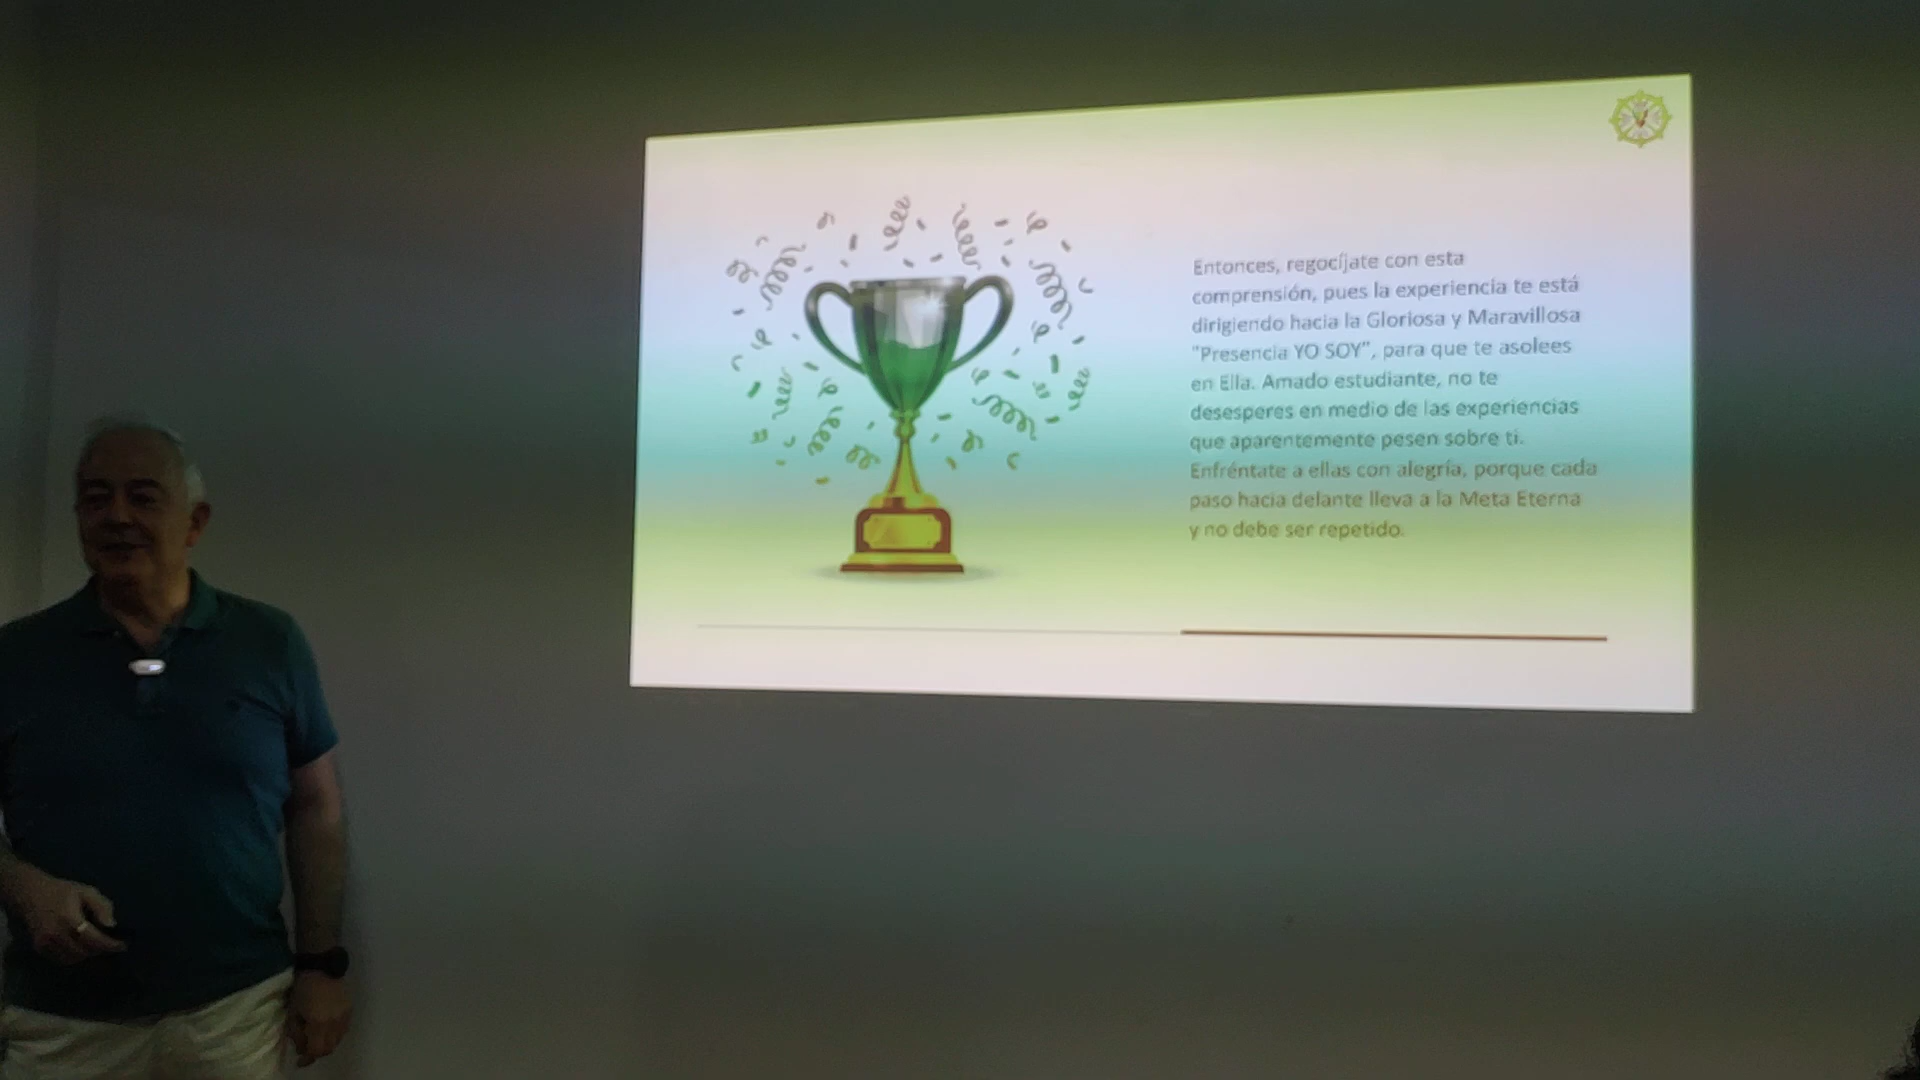 Entonces, regocíjate con esta
comprensión, pues la experiencia te está
dirigiendo hacia la Gloriosa y Maravillosa
"Presencia YO SOY", para que te asolees
en Ella. Amado estudiante, no te
desesperes en medio de las experiencias
que aparentemente pesen sobre ti.
Enfréntate a ellas con alegría, porque cada
paso hacia delante lleva a la Meta Eterna
y no debe ser repetido.